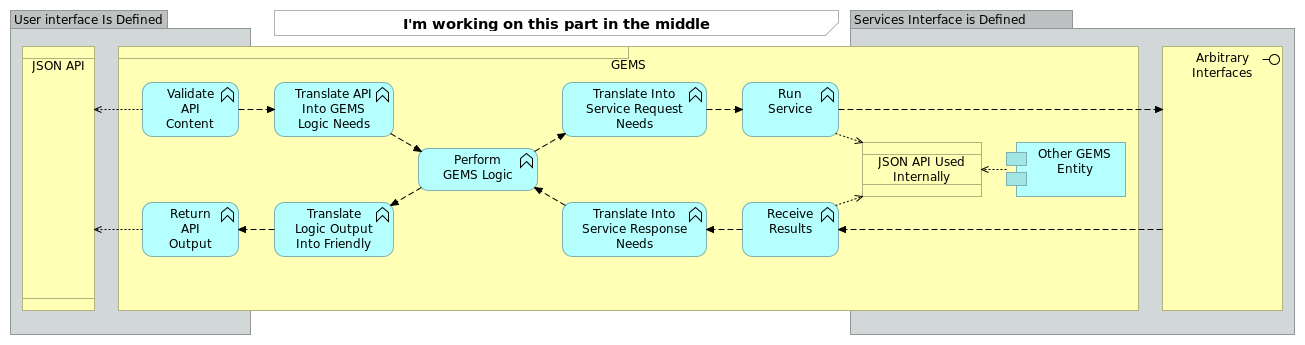 User interface Is Defined
I'm working on this part in the middle
Services Interface is Defined
JSON API
GEMS
Arbitrary
Interfaces
Validate
API
Content
Translate API
Into GEMS
Logic Needs
Translate Into
Service Request
Needs
Run
Service
Perform
GEMS Logic
JSON API Used
Internally
Other GEMS
Entity
Return
API
Output
Translate
Logic Output
Into Friendly
Translate Into
Service Response
Needs
Receive
Results